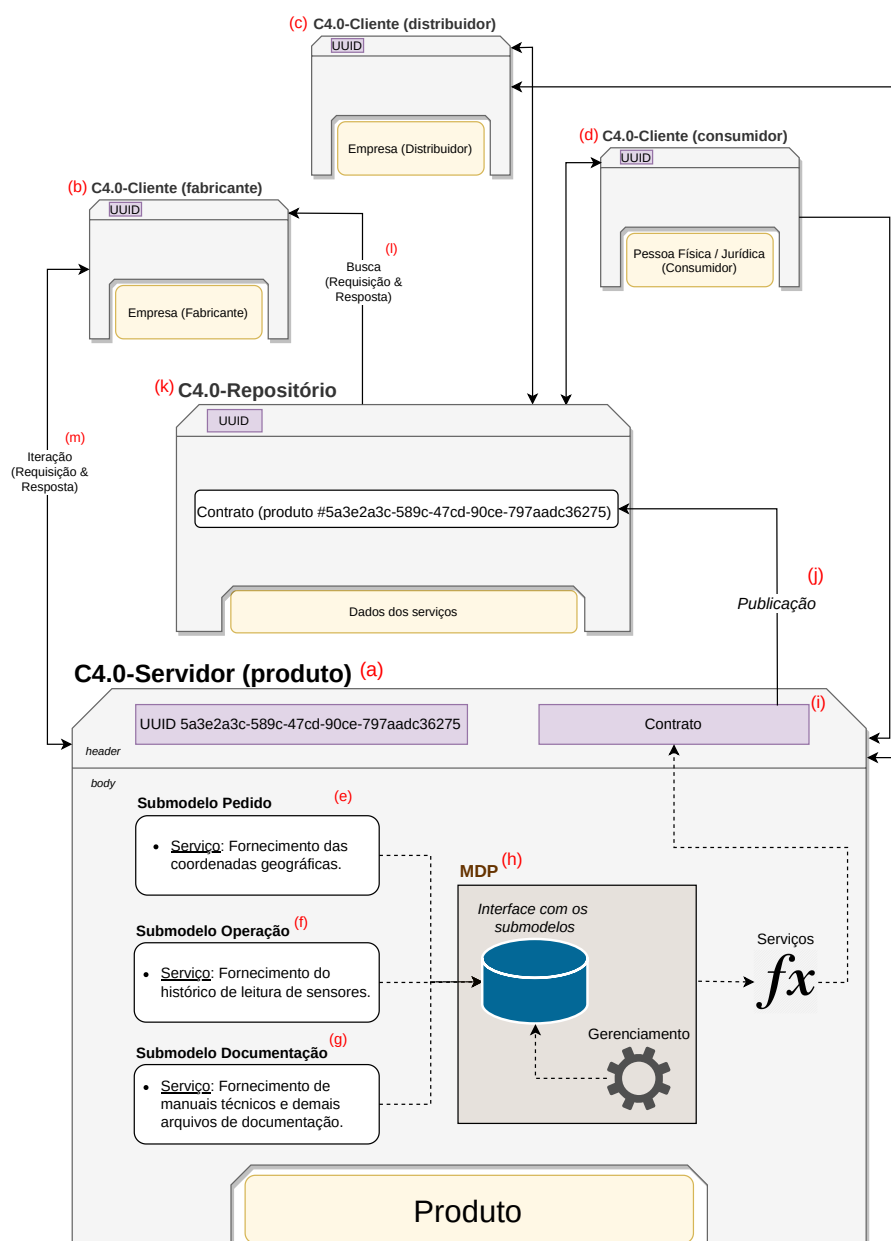 (c) C4.0-Cliente (distribuidor)
UUID
Empresa (Distribuidor)
(d) C4.0-Cliente (consumidor)
UUID
Pessoa Física / Jurídica
(Consumidor)
(b) C4.0-Cliente (fabricante)
UUID
Empresa (Fabricante)
(l)
Busca
(Requisição &
Resposta)
(m)
Iteração
(Requisição &
Resposta)
(k) C4.0-Repositório
UUID
Contrato (produto #5a3e2a3c-589c-47cd-90ce-797aadc36275)
Dados dos serviços
(j)
Publicação
C4.0-Servidor (produto) (a)
UUID 5a3e2a3c-589c-47cd-90ce-797aadc36275
Contrato
(i)
header
body
Submodelo Pedido (e)
• Serviço: Fornecimento das
coordenadas geográficas.
Submodelo Operação (f)
• Serviço: Fornecimento do
histórico de leitura de sensores.
Submodelo Documentação (g)
• Serviço: Fornecimento de
manuais técnicos e demais
arquivos de documentação.
MDP (h)
Interface com os
submodelos
Gerenciamento
Serviços
fx
Produto